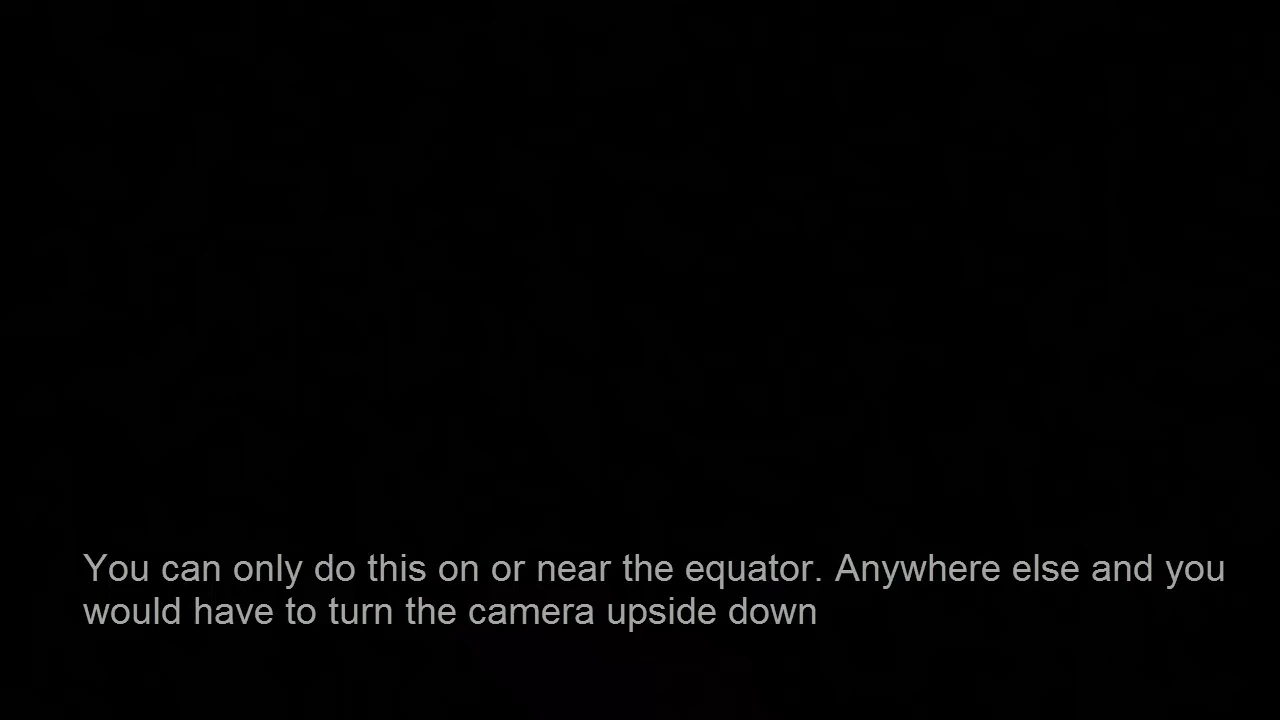 You can only do this on or near the equator. Anywhere else and you
would have to turn the camera upside down